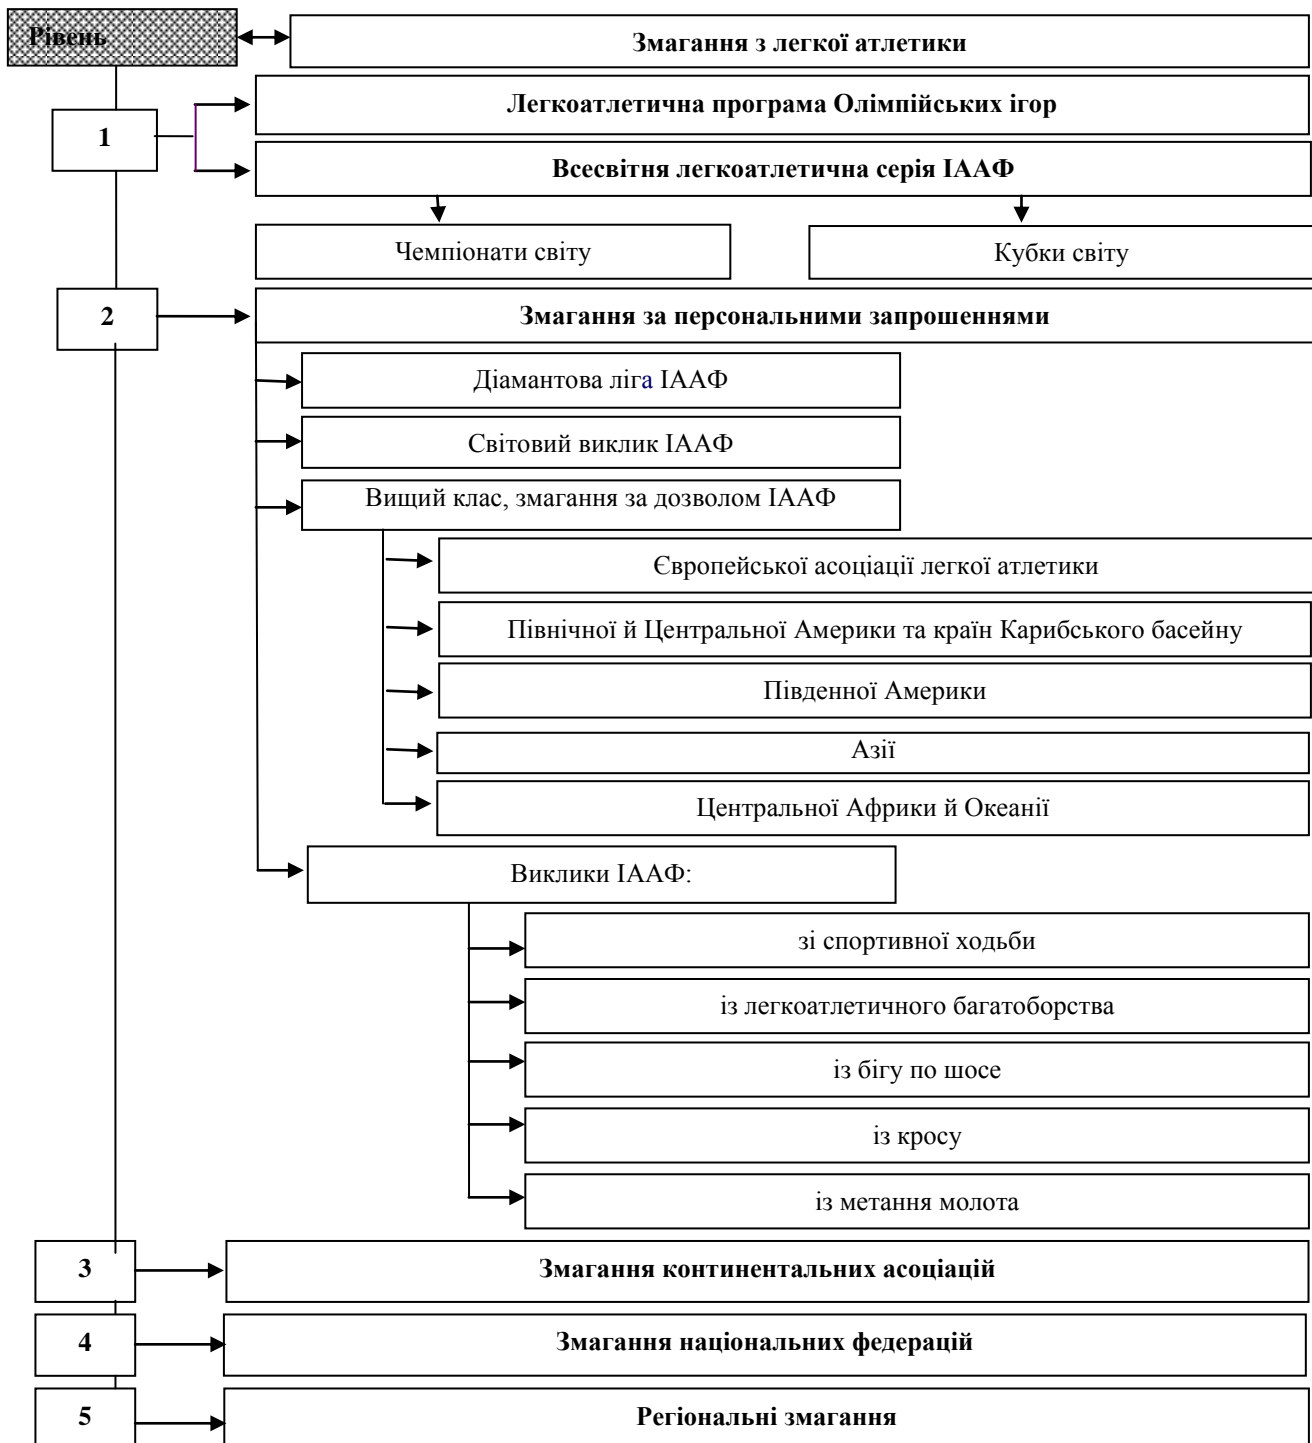 Рівень
Змагання з легкої атлетики
1
Легкоатлетична програма Олімпійських ігор
Всесвітня легкоатлетична серія ІААФ
Чемпіонати світу
Кубки світу
2
Змагання за персональними запрошеннями
Діамантова ліга ІААФ
Світовий виклик ІААФ
Вищий клас, змагання за дозволом ІААФ
Європейської асоціації легкої атлетики
Північної й Центральної Америки та країн Карибського басейну
Південної Америки
Азії
Центральної Африки й Океанії
Виклики ІААФ:
зі спортивної ходьби
із легкоатлетичного багатоборства
із бігу по шосе
із кросу
із метання молота
3
Змагання континентальних асоціацій
4
Змагання національних федерацій
5
Регіональні змагання